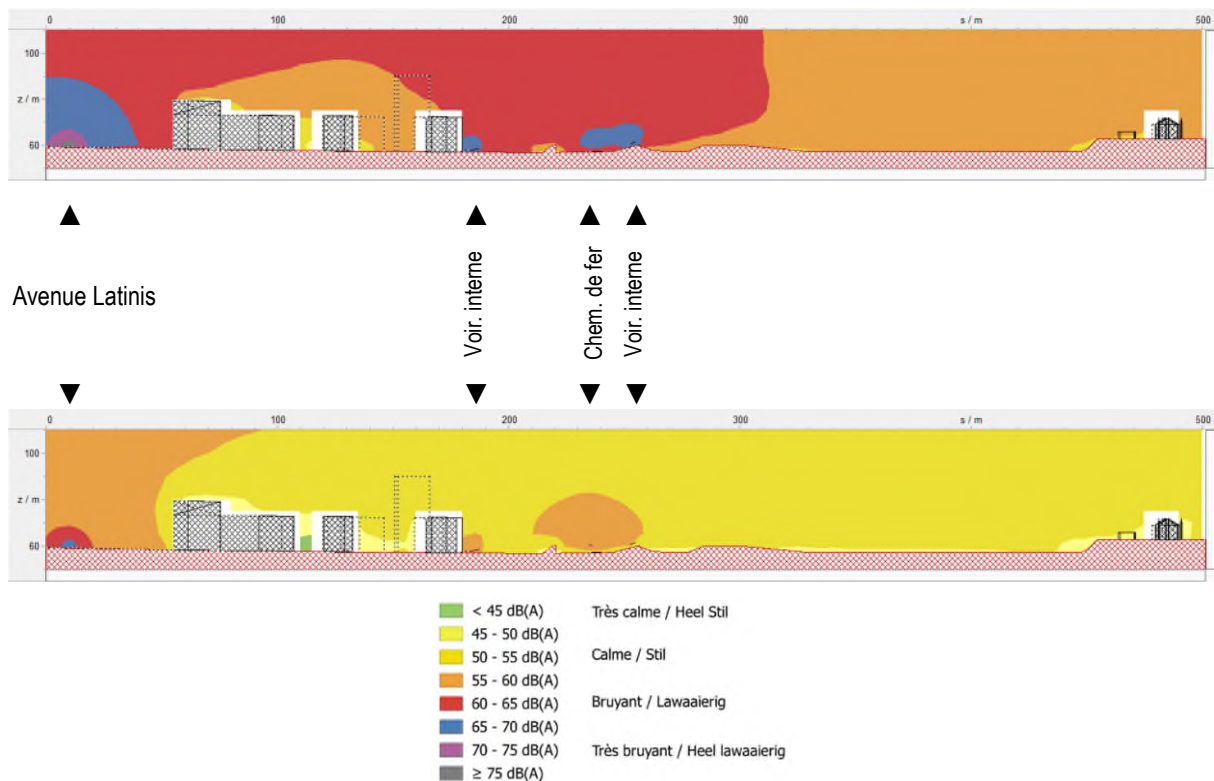 0 100 200 300 s / m 500
100
z / m
60
Avenue Latinis
Voir. interne
Chem. de fer
Voir. interne
0 100 200 300 s / m 500
100
z / m
60
< 45 dB(A) Très calme / Heel Stil
45 - 50 dB(A)
50 - 55 dB(A) Calme / Stil
55 - 60 dB(A)
60 - 65 dB(A) Bruyant / Lawaaierig
65 - 70 dB(A)
70 - 75 dB(A) Très bruyant / Heel lawaaierig
≥ 75 dB(A)